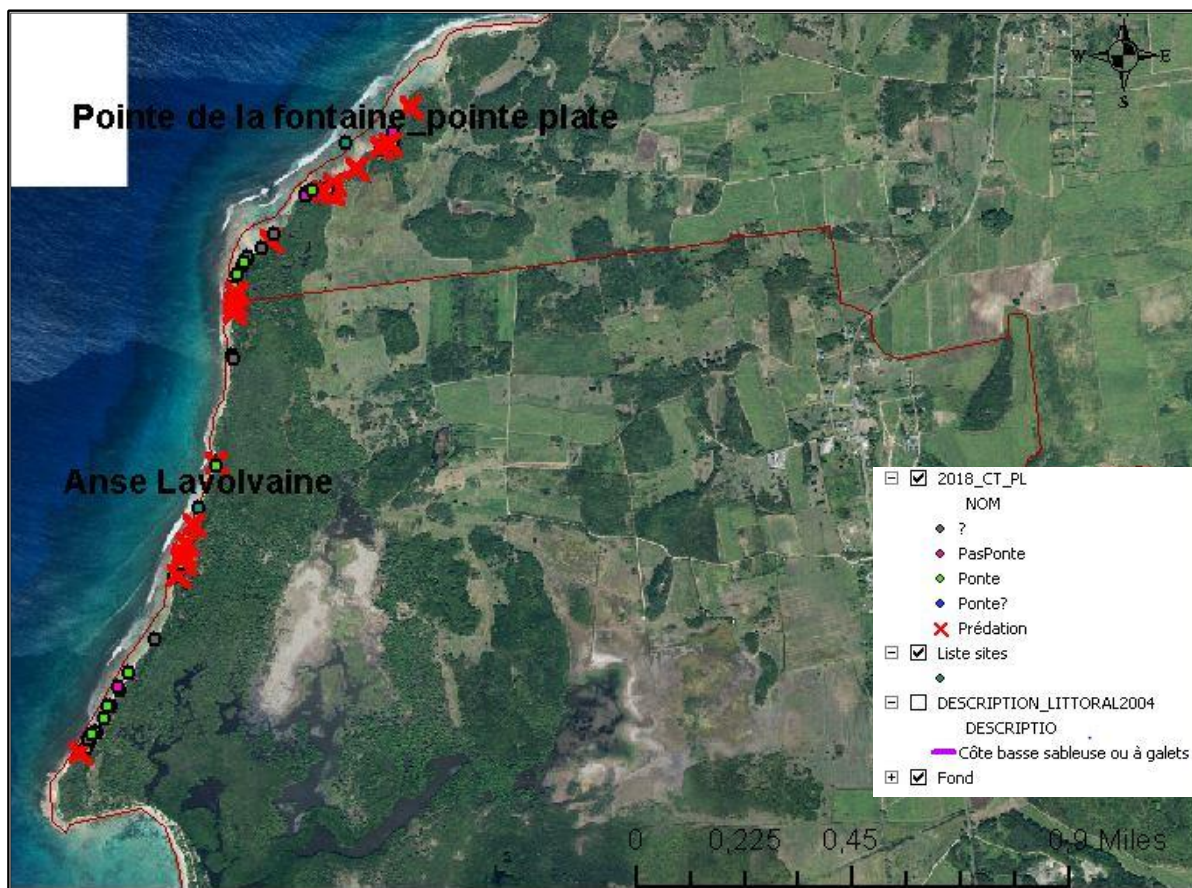 N
W
E
S
Pointe de la fontaine_pointe plate
Anse Lavolvaine
2018_CT_PL
NOM
?
PasPonte
Ponte
Ponte?
Prédation
Liste sites
DESCRIPTION_LITTORAL2004
DESCRIPTIO
Côte basse sableuse ou à galets
Fond
0 0,225 0,45 0,9 Miles